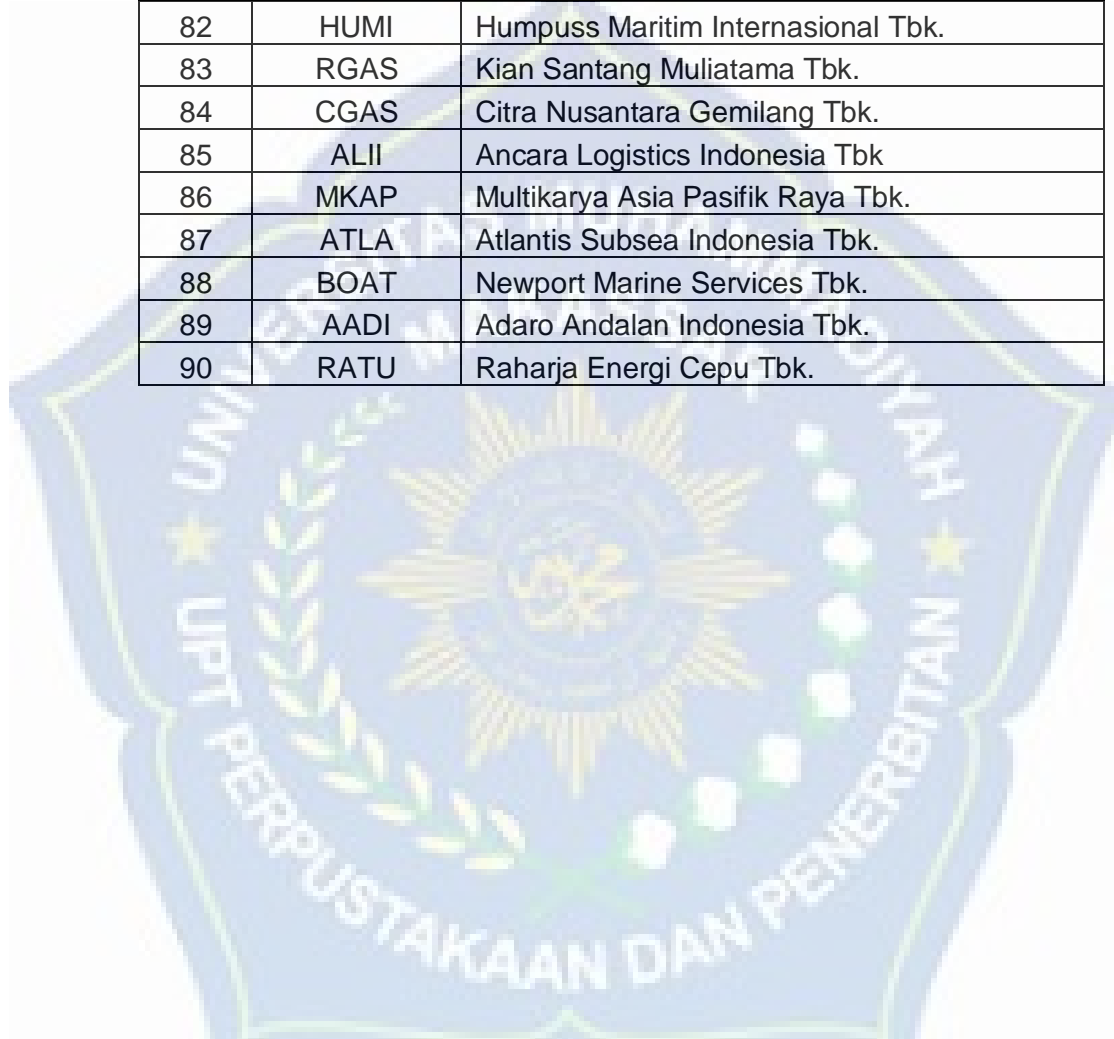 82 HUMI Humpuss Maritim Internasional Tbk.
83 RGAS Kian Santang Muliatama Tbk.
84 CGAS Citra Nusantara Gemilang Tbk.
85 ALII Ancara Logistics Indonesia Tbk
86 MKAP Multikarya Asia Pasifik Raya Tbk.
87 ATLA Atlantis Subsea Indonesia Tbk.
88 BOAT Newport Marine Services Tbk.
89 AADI Adaro Andalan Indonesia Tbk.
90 RATU Raharja Energi Cepu Tbk.
UNIVERSITAS MUHAMMADIYAH
MAKASSAR
UPT PERPUSTAKAAN DAN PENERBITAN